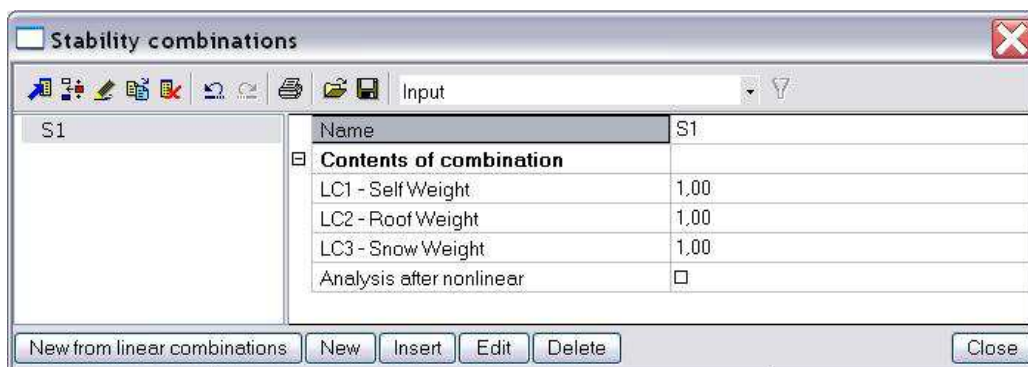 Stability combinations
Input
S1
Name S1
Contents of combination
LC1 - Self Weight 1,00
LC2 - Roof Weight 1,00
LC3 - Snow Weight 1,00
Analysis after nonlinear
New from linear combinations New Insert Edit Delete Close